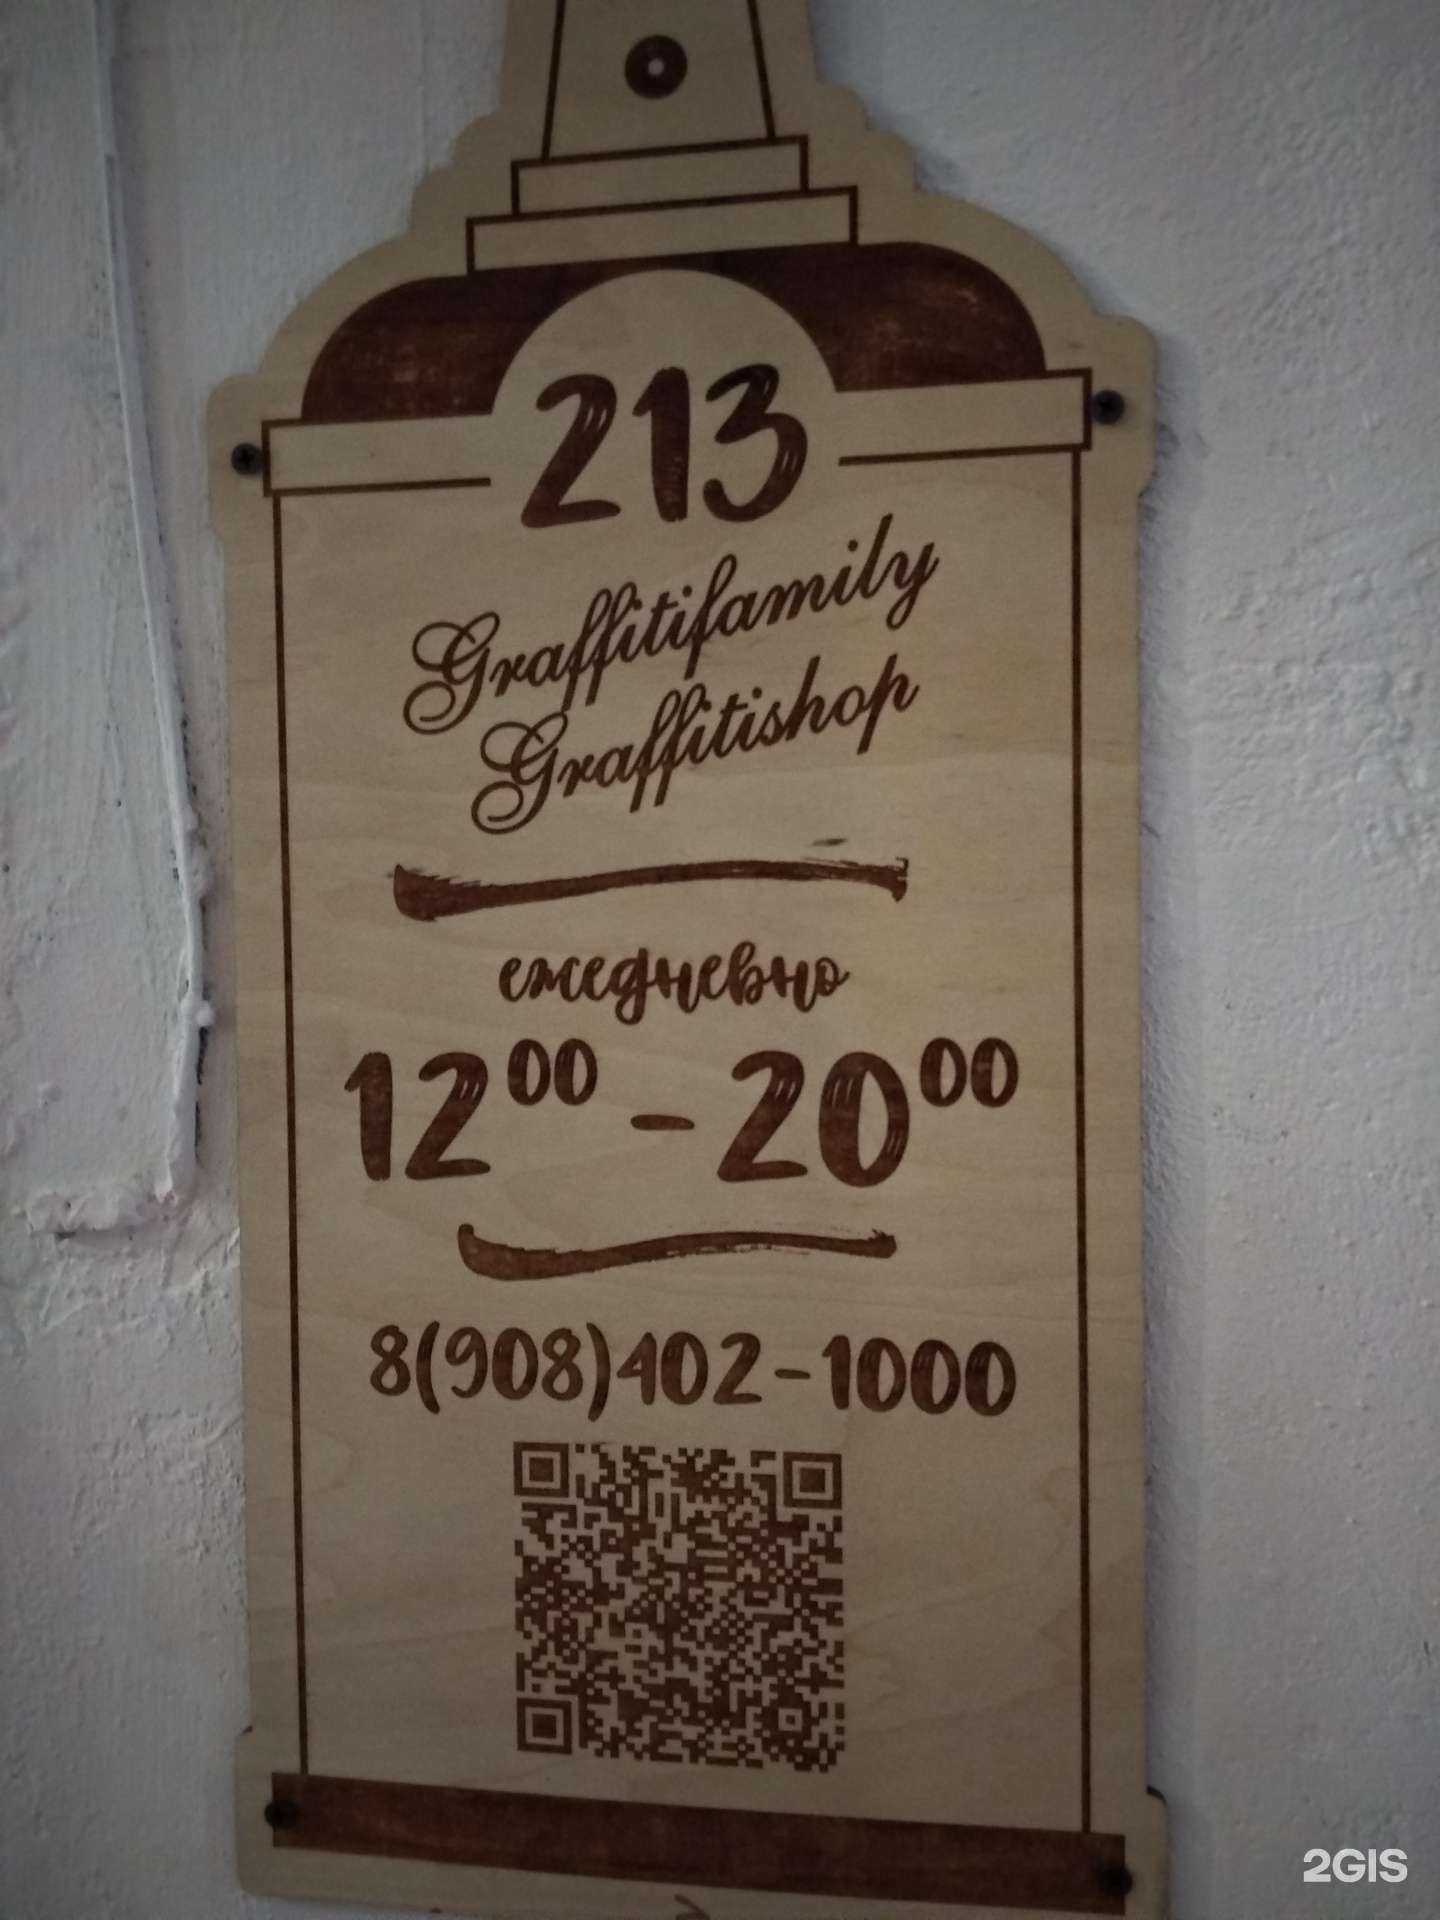 213
Graffitifamily
Graffitishop
ежедневно
12⁰⁰ - 20⁰⁰
8(908)402-1000
2GIS